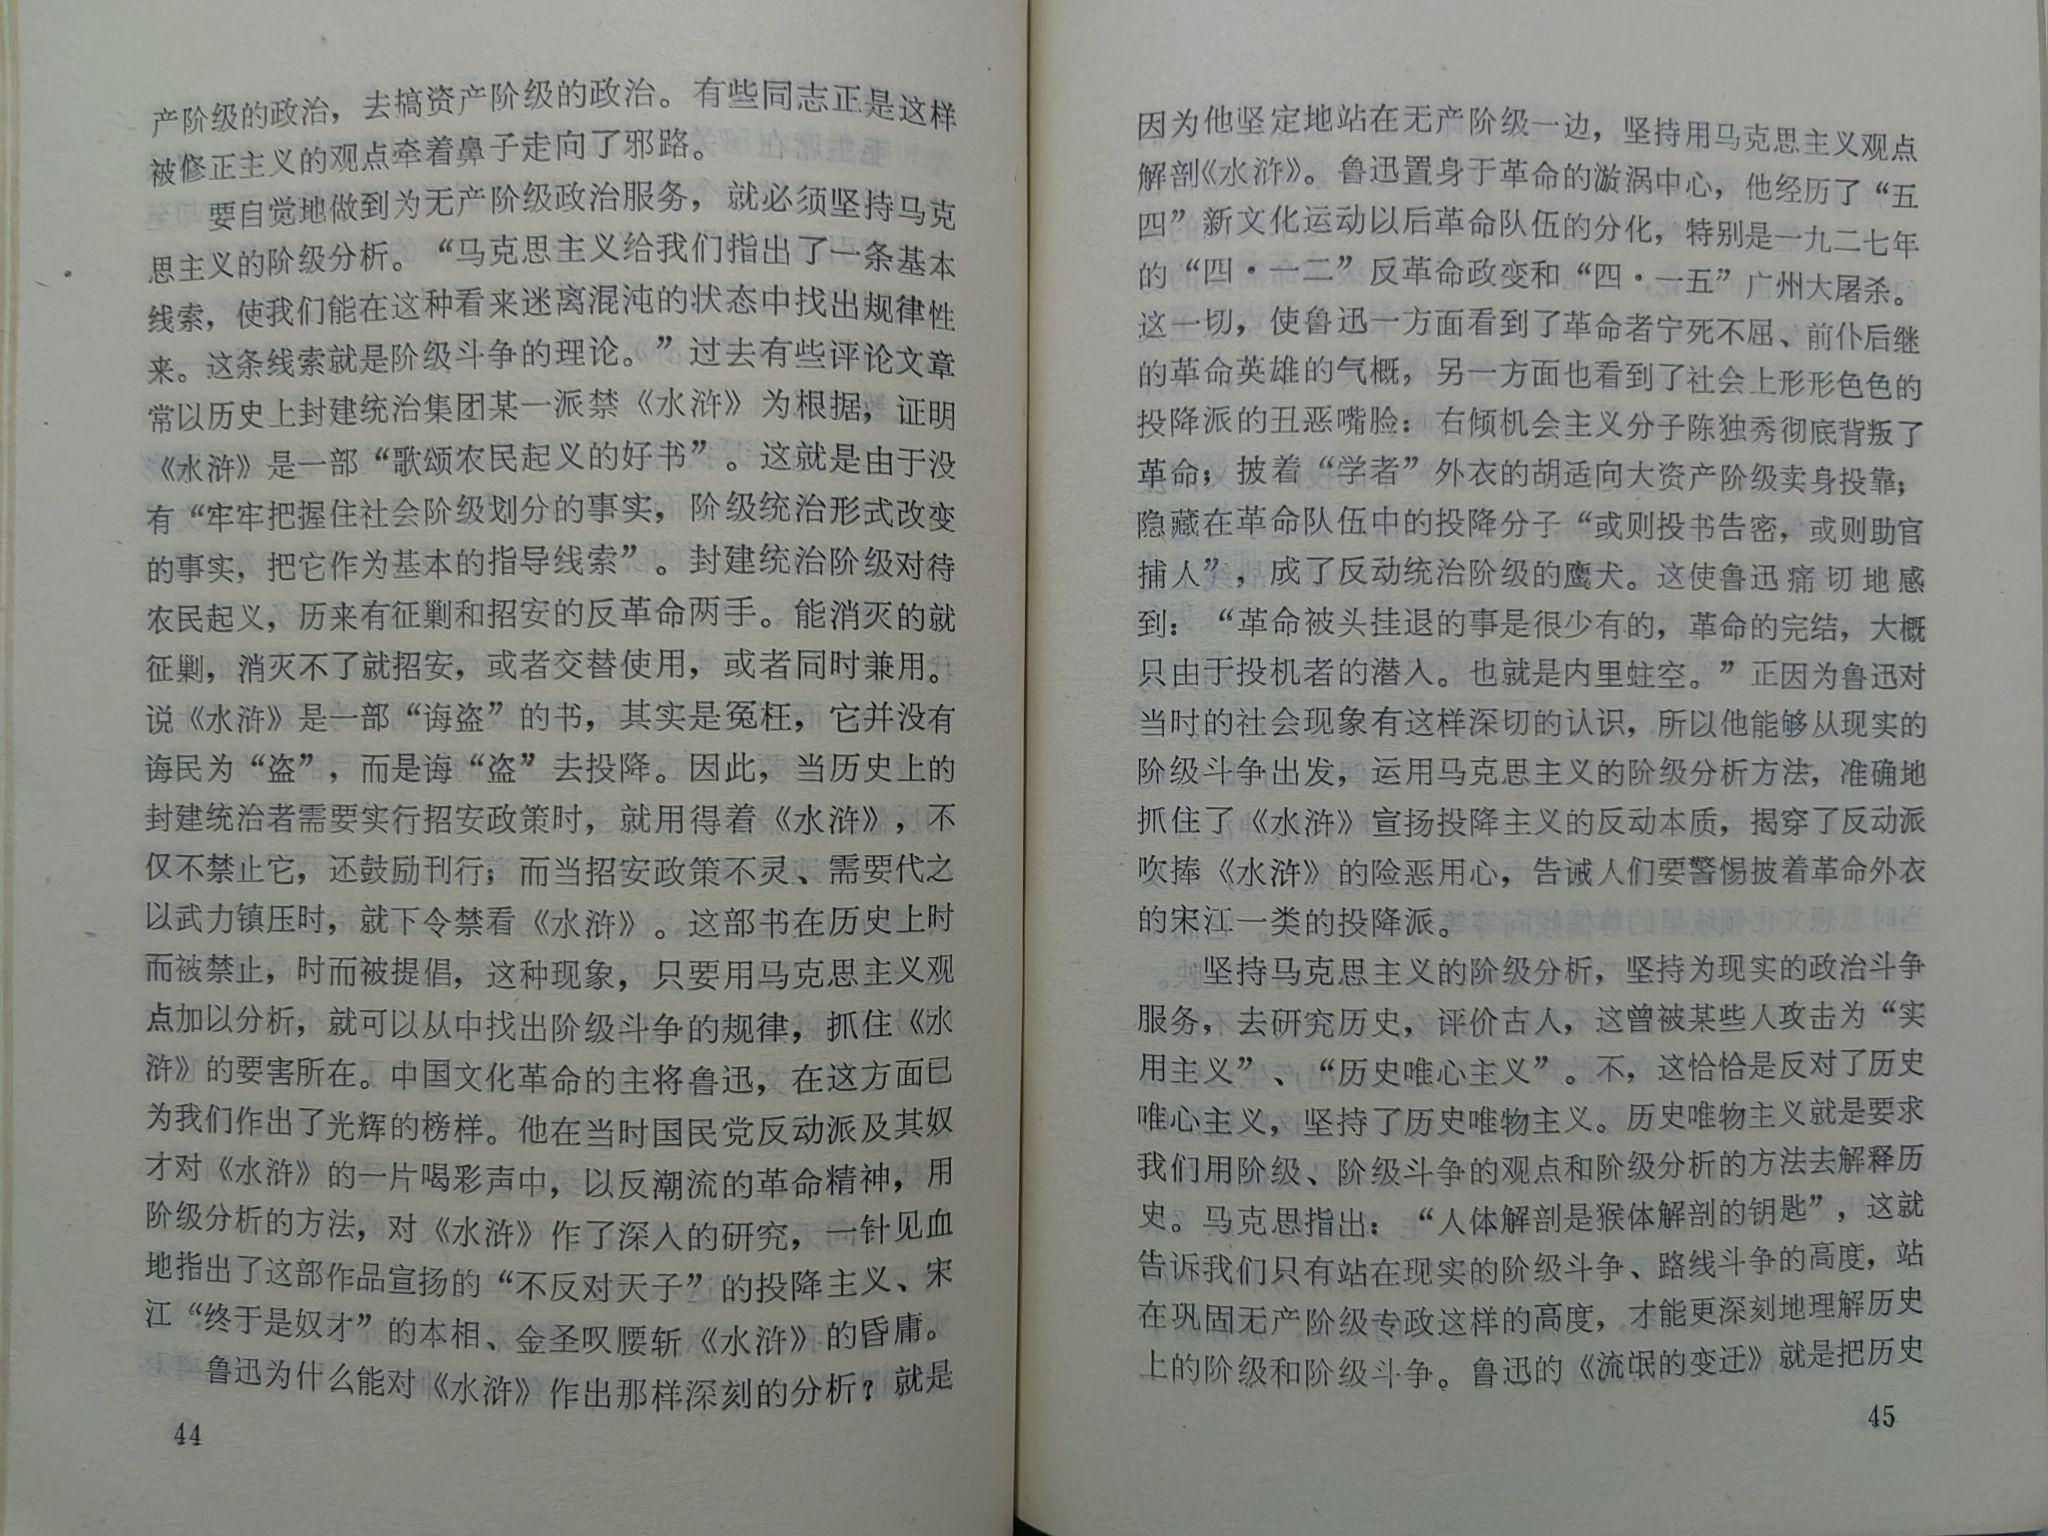 产阶级的政治，去搞资产阶级的政治。有些同志正是这样
被修正主义的观点牵着鼻子走向了邪路。
要自觉地做到为无产阶级政治服务，就必须坚持马克
思主义的阶级分析。“马克思主义给我们指出了一条基本
线索，使我们能在这种看来迷离混沌的状态中找出规律性
来。这条线索就是阶级斗争的理论。”过去有些评论文章
常以历史上封建统治集团某一派禁《水浒》为根据，证明
《水浒》是一部“歌颂农民起义的好书”。这就是由于没
有“牢牢把握住社会阶级划分的事实，阶级统治形式改变
的事实，把它作为基本的指导线索”。封建统治阶级对待
农民起义，历来有征剿和招安的反革命两手。能消灭的就
征剿，消灭不了就招安，或者交替使用，或者同时兼用。
说《水浒》是一部“诲盗”的书，其实是冤枉，它并没有
诲民为“盗”，而是诲“盗”去投降。因此，当历史上的
封建统治者需要实行招安政策时，就用得着《水浒》，不
仅不禁止它，还鼓励刊行；而当招安政策不灵、需要代之
以武力镇压时，就下令禁看《水浒》。这部书在历史上时
而被禁止，时而被提倡，这种现象，只要用马克思主义观
点加以分析，就可以从中找出阶级斗争的规律，抓住《水
浒》的要害所在。中国文化革命的主将鲁迅，在这方面已
为我们作出了光辉的榜样。他在当时国民党反动派及其奴
才对《水浒》的一片喝彩声中，以反潮流的革命精神，用
阶级分析的方法，对《水浒》作了深入的研究，一针见血
地指出了这部作品宣扬的“不反对天子”的投降主义、宋
江“终于是奴才”的本相、金圣叹腰斩《水浒》的昏庸。
鲁迅为什么能对《水浒》作出那样深刻的分析？就是
44
因为他坚定地站在无产阶级一边，坚持用马克思主义观点
解剖《水浒》。鲁迅置身于革命的漩涡中心，他经历了“五
四”新文化运动以后革命队伍的分化，特别是一九二七年
的“四·一二”反革命政变和“四·一五”广州大屠杀。
这一切，使鲁迅一方面看到了革命者宁死不屈、前仆后继
的革命英雄的气概，另一方面也看到了社会上形形色色的
投降派的丑恶嘴脸：右倾机会主义分子陈独秀彻底背叛了
革命；披着“学者”外衣的胡适向大资产阶级卖身投靠；
隐藏在革命队伍中的投降分子“或则投书告密，或则助官
捕人”，成了反动统治阶级的鹰犬。这使鲁迅痛切地感
到：“革命被头挂退的事是很少有的，革命的完结，大概
只由于投机者的潜入。也就是内里蛀空。”正因为鲁迅对
当时的社会现象有这样深切的认识，所以他能够从现实的
阶级斗争出发，运用马克思主义的阶级分析方法，准确地
抓住了《水浒》宣扬投降主义的反动本质，揭穿了反动派
吹捧《水浒》的险恶用心，告诫人们要警惕披着革命外衣
的宋江一类的投降派。
坚持马克思主义的阶级分析，坚持为现实的政治斗争
服务，去研究历史，评价古人，这曾被某些人攻击为“实
用主义”、“历史唯心主义”。不，这恰恰是反对了历史
唯心主义，坚持了历史唯物主义。历史唯物主义就是要求
我们用阶级、阶级斗争的观点和阶级分析的方法去解释历
史。马克思指出：“人体解剖是猴体解剖的钥匙”，这就
告诉我们只有站在现实的阶级斗争、路线斗争的高度，站
在巩固无产阶级专政这样的高度，才能更深刻地理解历史
上的阶级和阶级斗争。鲁迅的《流氓的变迁》就是把历史
45